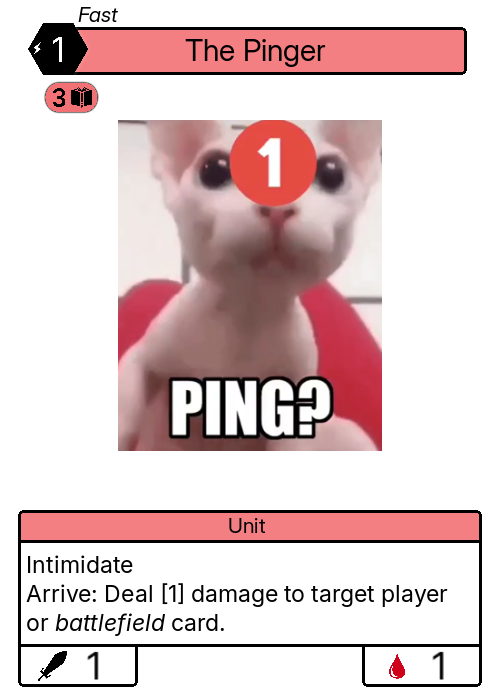 Fast
1
The Pinger
3
1
PING?
Unit
Intimidate
Arrive: Deal [1] damage to target player
or battlefield card.
1
1